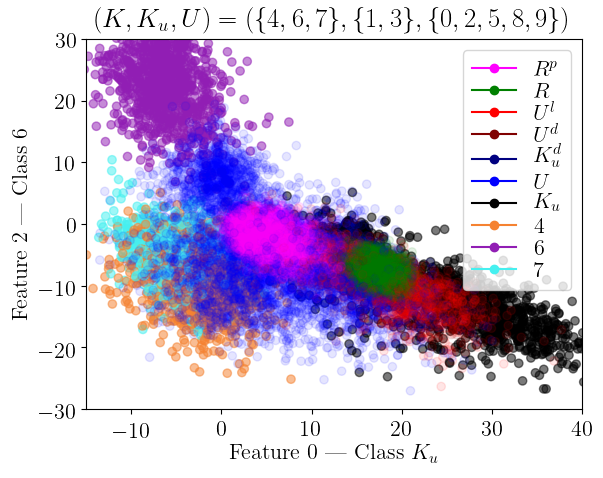 (K, K_u, U) = ({4, 6, 7}, {1, 3}, {0, 2, 5, 8, 9})
30
20
10
0
−10
−20
−30
Feature 2 — Class 6
R^p
R
U^l
U^d
K_u^d
U
K_u
4
6
7
−10
0
10
20
30
40
Feature 0 — Class K_u